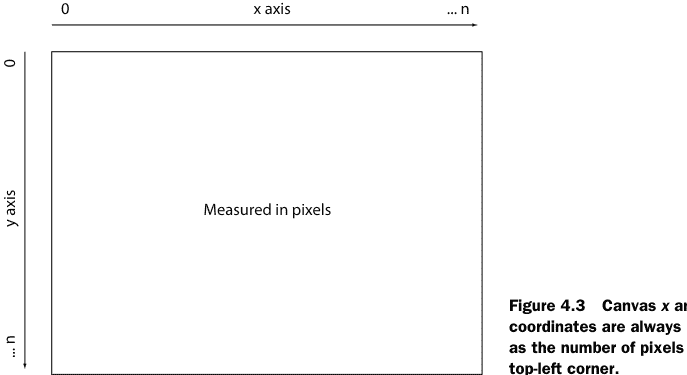 0 x axis ... n
0
y axis
... n
Measured in pixels
Figure 4.3 Canvas x
coordinates are always
as the number of pixels
top-left corner.